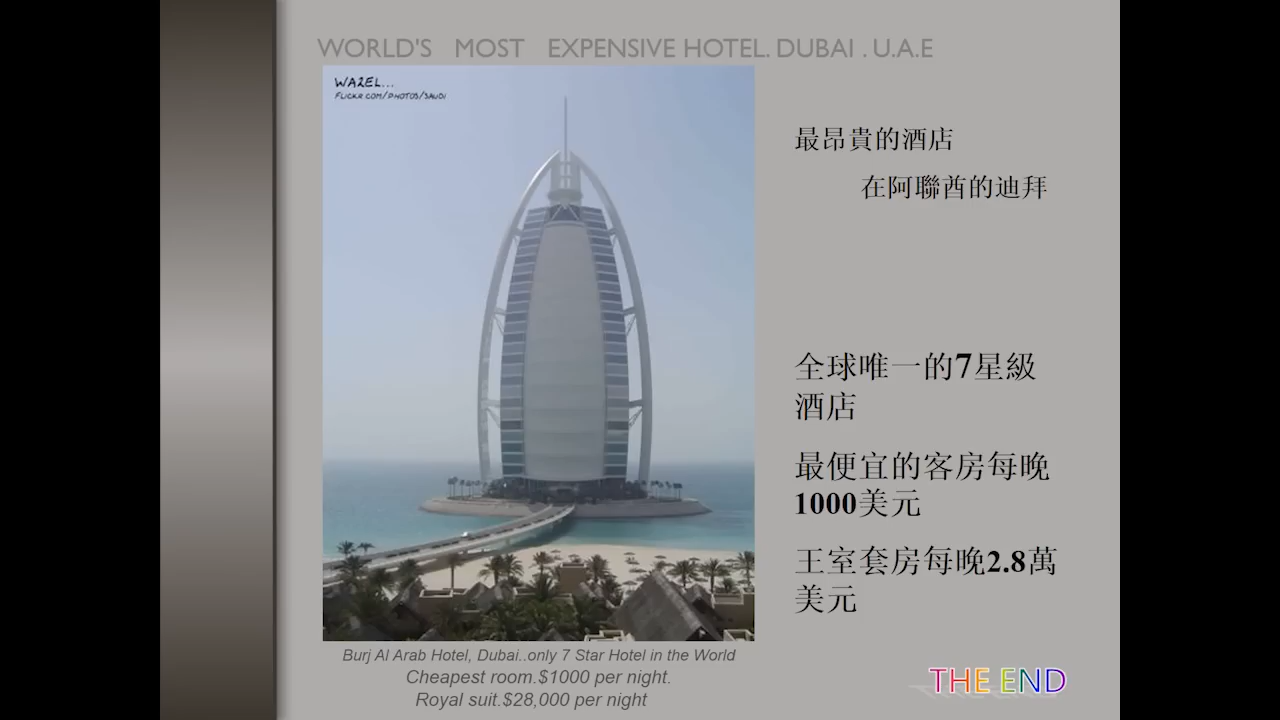 WORLD'S MOST EXPENSIVE HOTEL. DUBAI . U.A.E
WA2EL...
FLICKR.COM/PHOTOS/SAUDI
最昂貴的酒店
在阿聯酋的迪拜
全球唯一的7星級
酒店
最便宜的客房每晚
1000美元
王室套房每晚2.8萬
美元
Burj Al Arab Hotel, Dubai..only 7 Star Hotel in the World
Cheapest room.$1000 per night.
Royal suit.$28,000 per night
THE END